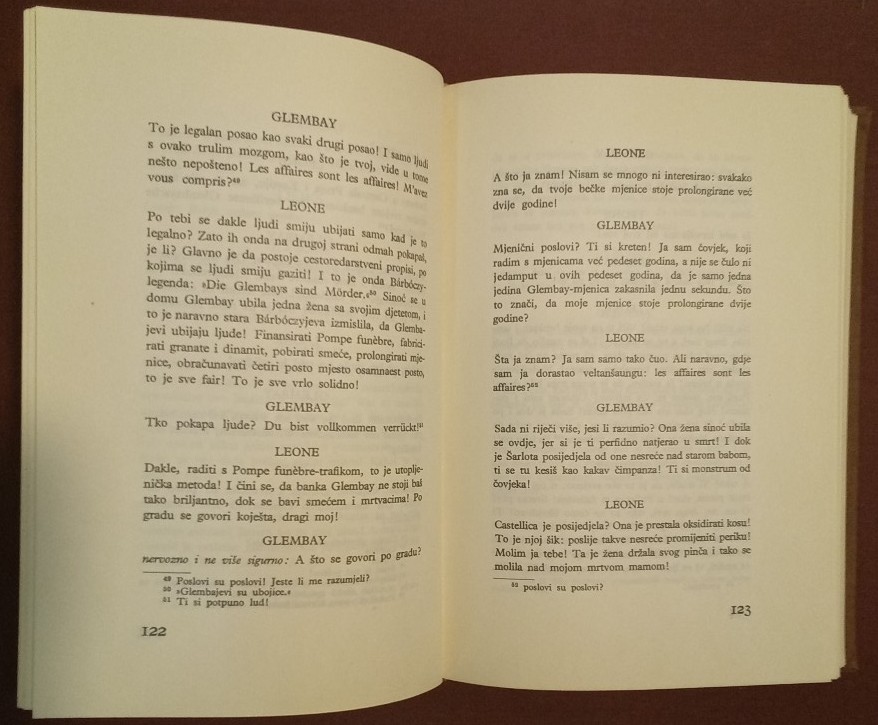 GLEMBAY
To je legalan posao kao svaki drugi posao! I samo ljudi
s ovako trulim mozgom, kao što je tvoj, vide u tome
nešto nepošteno! Les affaires sont les affaires! M'avez
vous compris?⁴⁹
LEONE
Po tebi se dakle ljudi smiju ubijati samo kad je to
legalno? Zato ih onda na drugoj strani odmah pokapaš,
je li? Glavno je da postoje cestoredarstveni propisi, po
kojima se ljudi smiju gaziti! I to je onda Bárbóczy-
legenda: »Die Glembays sind Mörder.«⁵⁰ Sinoć se u
domu Glembay ubila jedna žena sa svojim djetetom, i
to je naravno stara Bárbóczyjeva izmislila, da Glemba-
jevi ubijaju ljude! Finansirati Pompe funèbre, fabrici-
rati granate i dinamit, pobirati smeće, prolongirati mje-
nice, obračunavati četiri posto mjesto osamnaest posto,
to je sve fair! To je sve vrlo solidno!
GLEMBAY
Tko pokapa ljude? Du bist vollkommen verrückt!⁵¹
LEONE
Dakle, raditi s Pompe funèbre-trafikom, to je utoplje-
nička metoda! I čini se, da banka Glembay ne stoji baš
tako briljantno, dok se bavi smećem i mrtvacima! Po
gradu se govori koješta, dragi moj!
GLEMBAY
nervozno i ne više sigurno: A što se govori po gradu?
⁴⁹ Poslovi su poslovi! Jeste li me razumjeli?
⁵⁰ »Glembajevi su ubojice.«
⁵¹ Ti si potpuno lud!
122
LEONE
A što ja znam! Nisam se mnogo ni interesirao: svakako
zna se, da tvoje bečke mjenice stoje prolongirane već
dvije godine!
GLEMBAY
Mjenični poslovi? Ti si kreten! Ja sam čovjek, koji
radim s mjenicama već pedeset godina, a nije se čulo ni
jedamput u ovih pedeset godina, da je samo jedna
jedina Glembay-mjenica zakasnila jednu sekundu. Što
to znači, da moje mjenice stoje prolongirane dvije
godine?
LEONE
Šta ja znam? Ja sam samo tako čuo. Ali naravno, gdje
sam ja dorastao veltanšaungu: les affaires sont les
affaires?⁵²
GLEMBAY
Sada ni riječi više, jesi li razumio? Ona žena sinoć ubila
se ovdje, jer si je ti perfidno natjerao u smrt! I dok
je Šarlota posijedjela od one nesreće nad starom babom,
ti se tu kesiš kao kakav čimpanza! Ti si monstrum od
čovjeka!
LEONE
Castellica je posijedjela? Ona je prestala oksidirati kosu!
To je njoj šik: poslije takve nesreće promijeniti periku!
Molim ja tebe! Ta je žena držala svog pinča i tako se
molila nad mojom mrtvom mamom!
⁵² poslovi su poslovi?
123